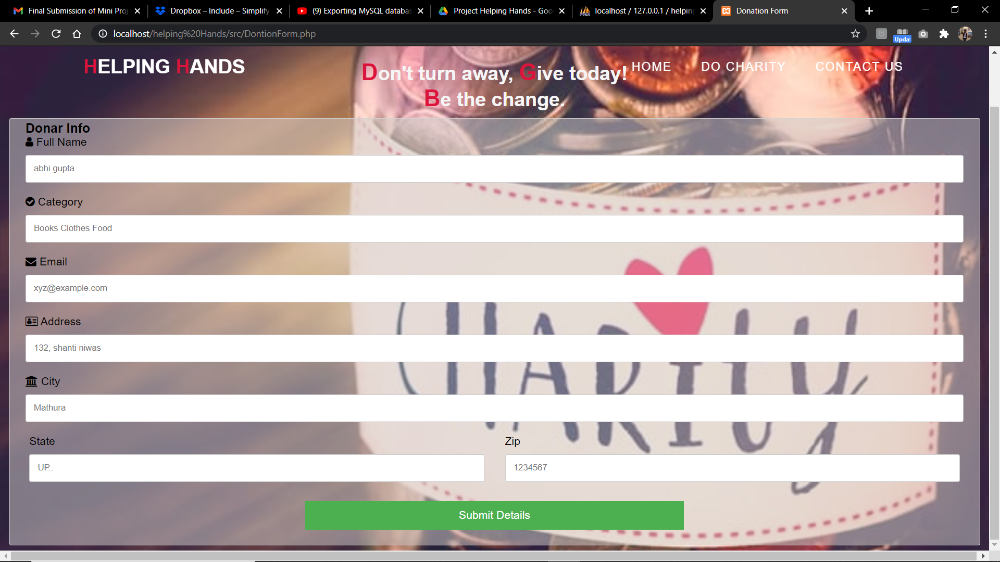 Final Submission of Mini Proj
Dropbox – Include – Simplify
(9) Exporting MySQL databas
Project Helping Hands - Goo
localhost / 127.0.0.1 / helping
Donation Form
localhost/helping%20Hands/src/DontionForm.php
Updat
HELPING HANDS
Don't turn away, Give today!
Be the change.
HOME
DO CHARITY
CONTACT US
Donar Info
Full Name
abhi gupta
Category
Books Clothes Food
Email
xyz@example.com
Address
132, shanti niwas
City
Mathura
CHARITY
State
Zip
UP..
1234567
Submit Details